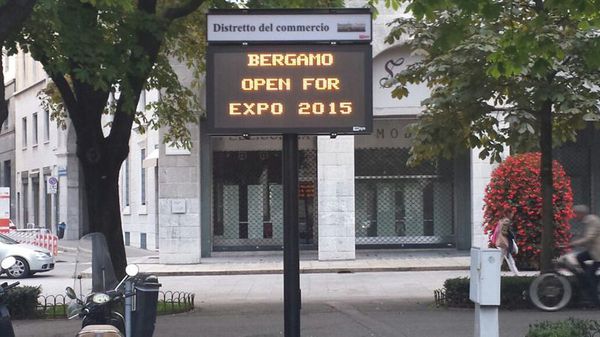 Distretto del commercio
BERGAMO
OPEN FOR
EXPO 2015